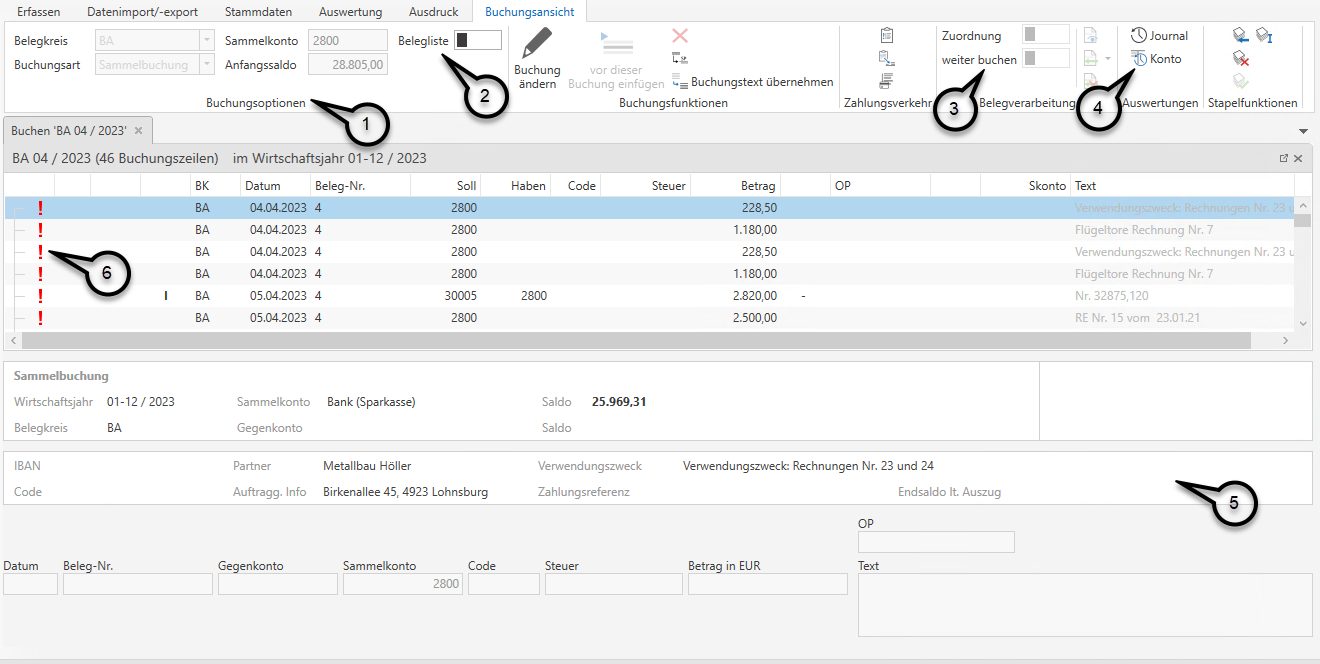 Erfassen Datenimport/-export Stammdaten Auswertung Ausdruck Buchungsansicht
Belegkreis BA Sammelkonto 2800 Belegliste
Buchungsart Sammelbuchung Anfangssaldo 28.805,00
Buchungsoptionen
Buchung ändern
vor dieser Buchung einfügen
Buchungstext übernehmen
Buchungsfunktionen
Zahlungsverkehr
Zuordnung
weiter buchen
Belegverarbeitung
Journal
Konto
Auswertungen
Stapelfunktionen
1
2
3
4
Buchen 'BA 04 / 2023'
BA 04 / 2023 (46 Buchungszeilen) im Wirtschaftsjahr 01-12 / 2023
BK Datum Beleg-Nr. Soll Haben Code Steuer Betrag OP Skonto Text
! BA 04.04.2023 4 2800 228,50 Verwendungszweck: Rechnungen Nr. 23 u
! BA 04.04.2023 4 2800 1.180,00 Flügeltore Rechnung Nr. 7
! BA 04.04.2023 4 2800 228,50 Verwendungszweck: Rechnungen Nr. 23 u
! BA 04.04.2023 4 2800 1.180,00 Flügeltore Rechnung Nr. 7
! I BA 05.04.2023 4 30005 2800 2.820,00 - Nr. 32875,120
! BA 05.04.2023 4 2800 2.500,00 RE Nr. 15 vom 23.01.21
6
Sammelbuchung
Wirtschaftsjahr 01-12 / 2023 Sammelkonto Bank (Sparkasse) Saldo 25.969,31
Belegkreis BA Gegenkonto Saldo
IBAN Partner Metallbau Höller Verwendungszweck Verwendungszweck: Rechnungen Nr. 23 und 24
Code Auftragg. Info Birkenallee 45, 4923 Lohnsburg Zahlungsreferenz Endsaldo lt. Auszug
5
OP
Datum Beleg-Nr. Gegenkonto Sammelkonto Code Steuer Betrag in EUR Text
2800